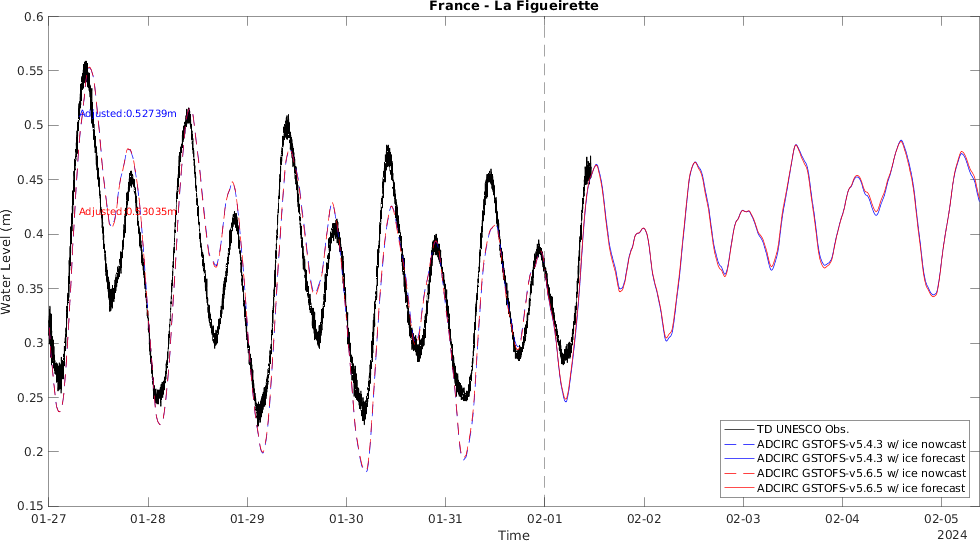 France - La Figueirette
0.6
0.55
0.5
0.45
0.4
0.35
0.3
0.25
0.2
0.15
Water Level (m)
Adjusted:0.52739m
Adjusted:0.53035m
TD UNESCO Obs.
ADCIRC GSTOFS-v5.4.3 w/ ice nowcast
ADCIRC GSTOFS-v5.4.3 w/ ice forecast
ADCIRC GSTOFS-v5.6.5 w/ ice nowcast
ADCIRC GSTOFS-v5.6.5 w/ ice forecast
01-27 01-28 01-29 01-30 01-31 02-01 02-02 02-03 02-04 02-05
Time
2024